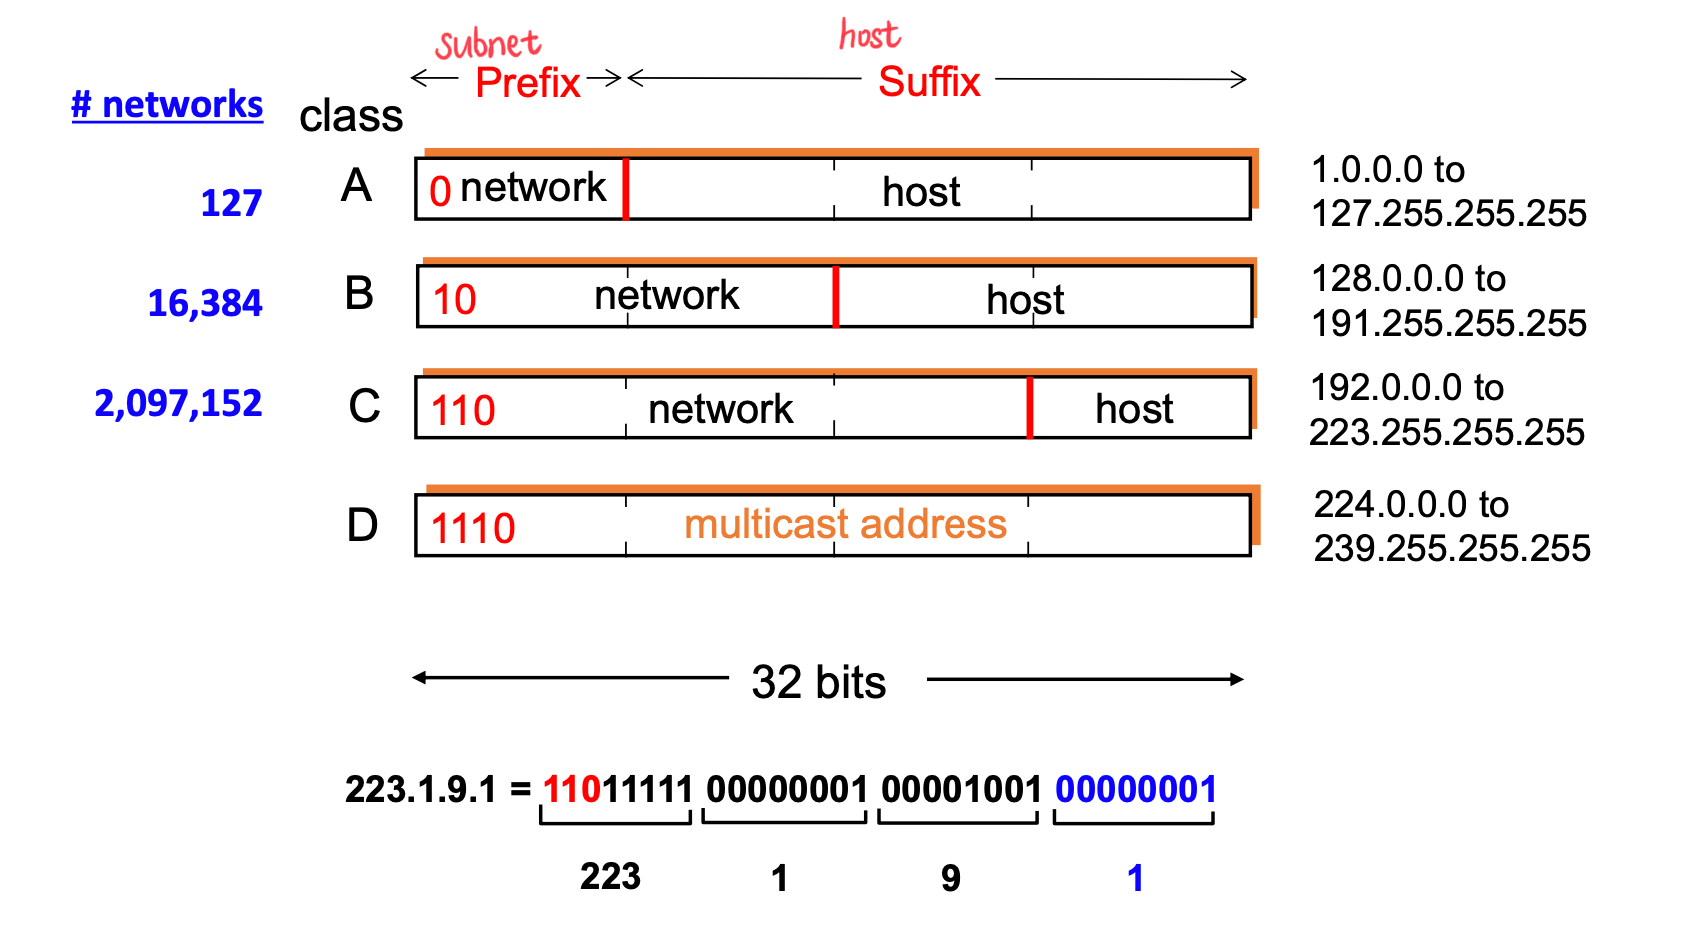 subnet host
Prefix Suffix
# networks class
127 A 0 network host 1.0.0.0 to
127.255.255.255
16,384 B 10 network host 128.0.0.0 to
191.255.255.255
2,097,152 C 110 network host 192.0.0.0 to
223.255.255.255
D 1110 multicast address 224.0.0.0 to
239.255.255.255
32 bits
223.1.9.1 = 11011111 00000001 00001001 00000001
223 1 9 1